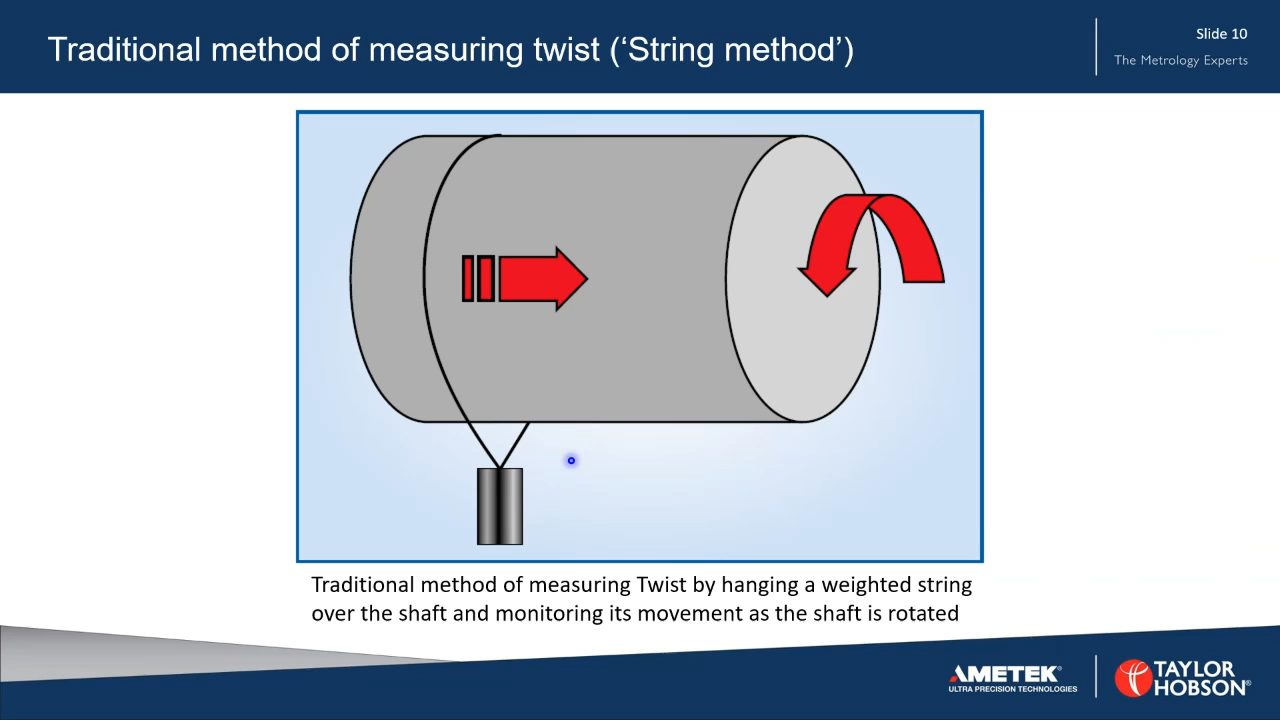 Traditional method of measuring twist (‘String method’)
Slide 10
The Metrology Experts
Traditional method of measuring Twist by hanging a weighted string
over the shaft and monitoring its movement as the shaft is rotated
AMETEK®
ULTRA PRECISION TECHNOLOGIES
TAYLOR
HOBSON®